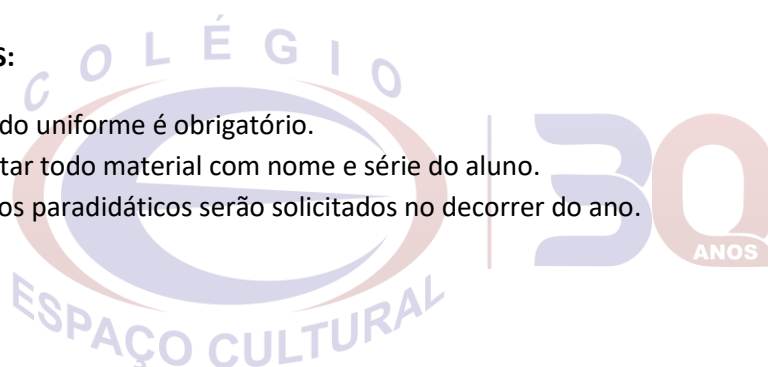 S:
COLÉGIO
do uniforme é obrigatório.
tar todo material com nome e série do aluno.
os paradidáticos serão solicitados no decorrer do ano.
30
ANOS
ESPAÇO CULTURAL